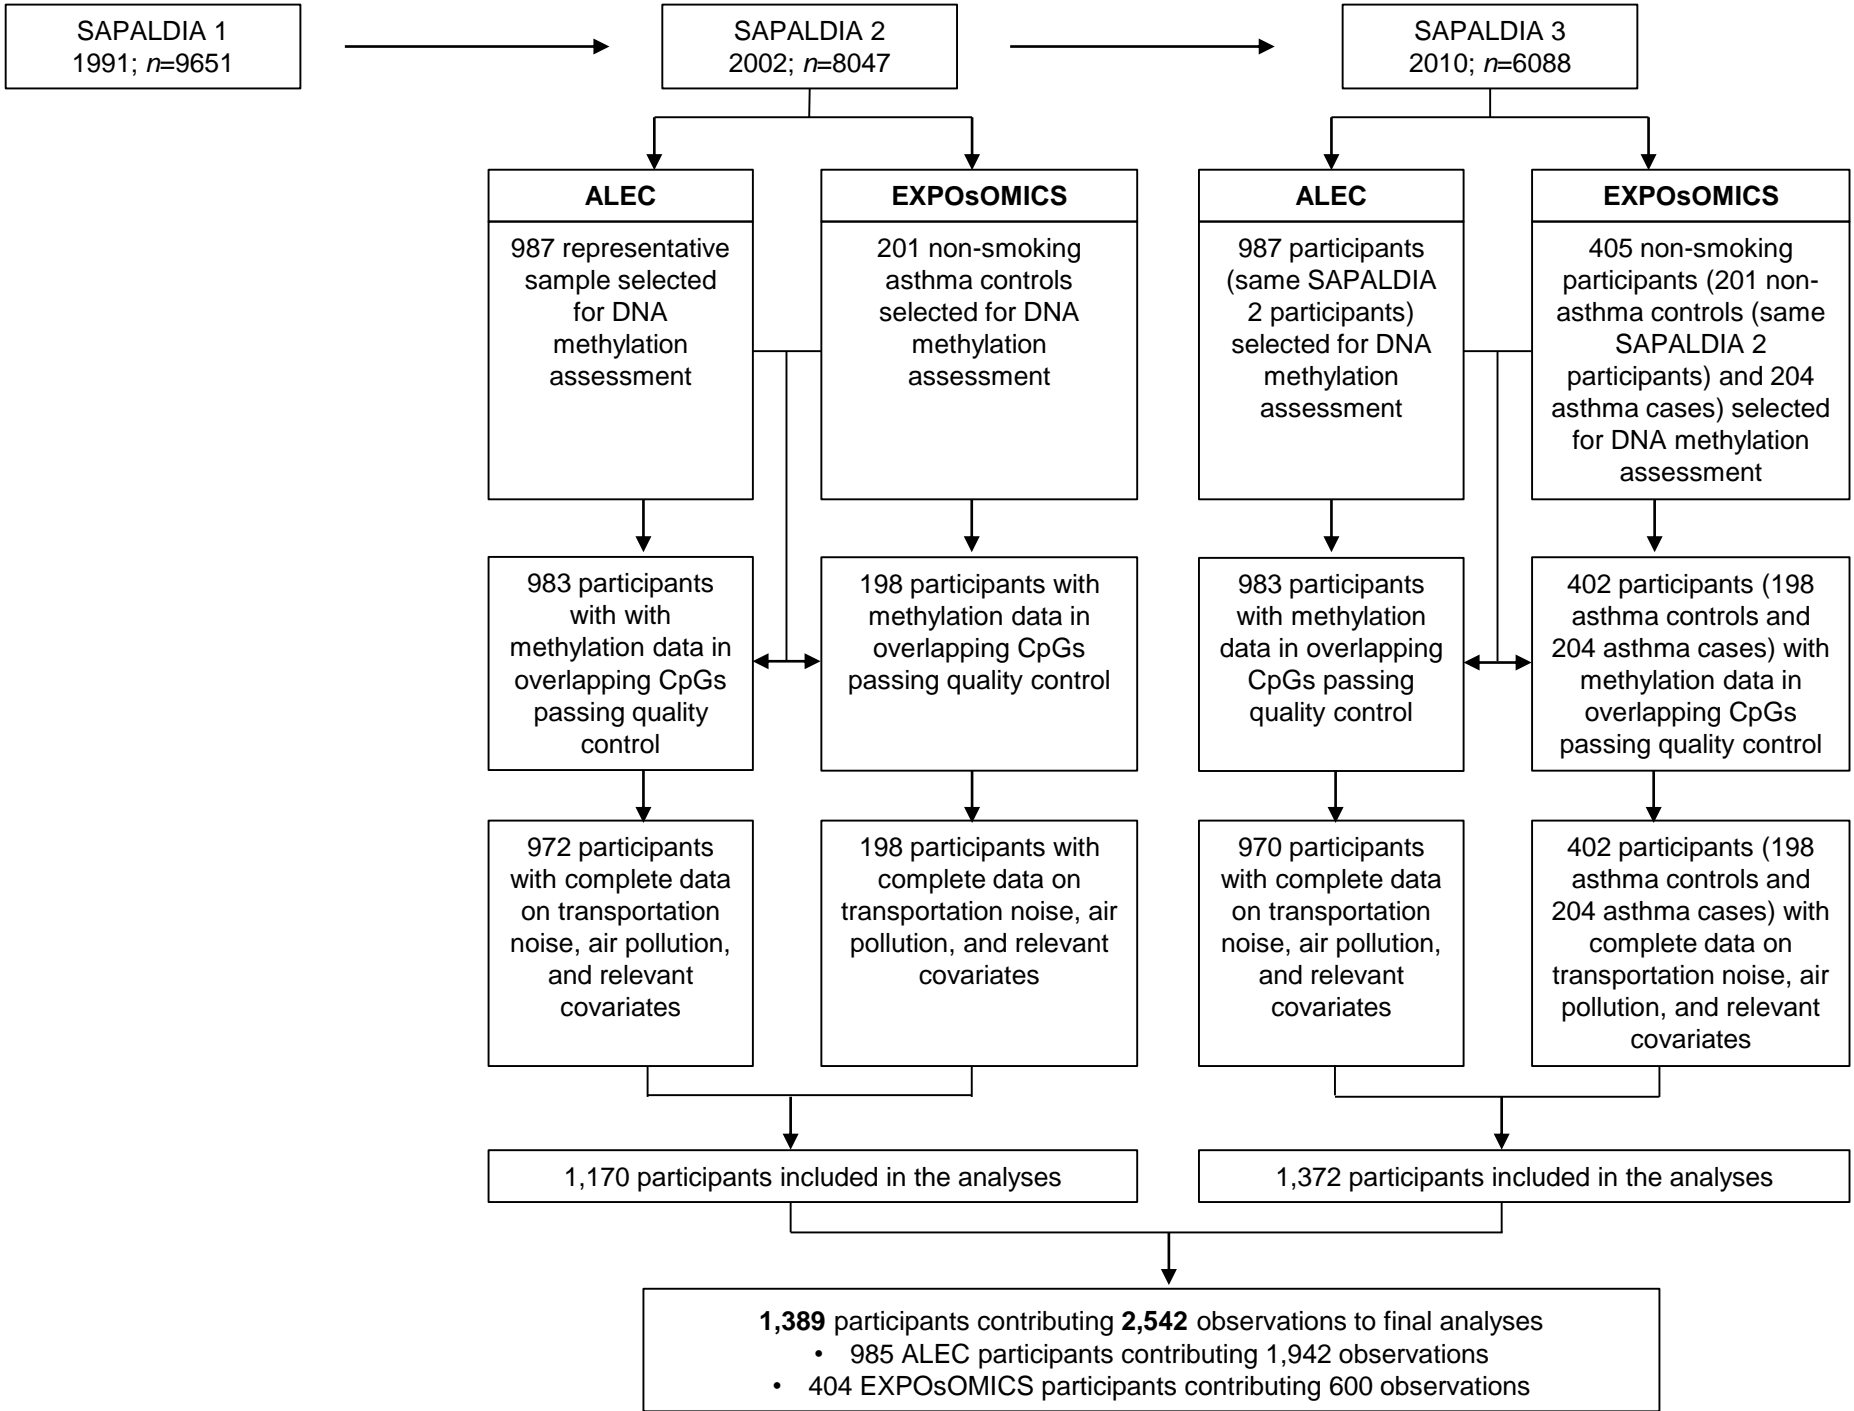 SAPALDIA 1
1991; n=9651
SAPALDIA 2
2002; n=8047
SAPALDIA 3
2010; n=6088
ALEC
987 representative
sample selected
for DNA
methylation
assessment
EXPOsOMICS
201 non-smoking
asthma controls
selected for DNA
methylation
assessment
ALEC
987 participants
(same SAPALDIA
2 participants)
selected for DNA
methylation
assessment
EXPOsOMICS
405 non-smoking
participants (201 non-
asthma controls (same
SAPALDIA 2
participants) and 204
asthma cases) selected
for DNA methylation
assessment
983 participants
with with
methylation data in
overlapping CpGs
passing quality
control
198 participants with
methylation data in
overlapping CpGs
passing quality control
983 participants
with methylation
data in overlapping
CpGs passing
quality control
402 participants (198
asthma controls and
204 asthma cases) with
methylation data in
overlapping CpGs
passing quality control
972 participants
with complete data
on transportation
noise, air pollution,
and relevant
covariates
198 participants with
complete data on
transportation noise, air
pollution, and relevant
covariates
970 participants
with complete data
on transportation
noise, air pollution,
and relevant
covariates
402 participants (198
asthma controls and
204 asthma cases) with
complete data on
transportation noise, air
pollution, and relevant
covariates
1,170 participants included in the analyses
1,372 participants included in the analyses
1,389 participants contributing 2,542 observations to final analyses
• 985 ALEC participants contributing 1,942 observations
• 404 EXPOsOMICS participants contributing 600 observations